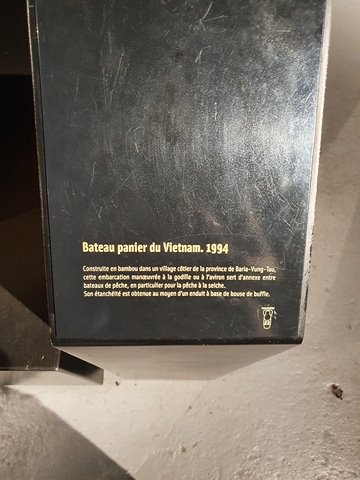 Bateau panier du Vietnam. 1994
Construite en bambou dans un village côtier de la province de Baria-Vung-Tau,
cette embarcation manœuvrée à la godille ou à l'aviron sert d'annexe entre
bateaux de pêche, en particulier pour la pêche à la seiche.
Son étanchéité est obtenue au moyen d'un enduit à base de bouse de buffle.